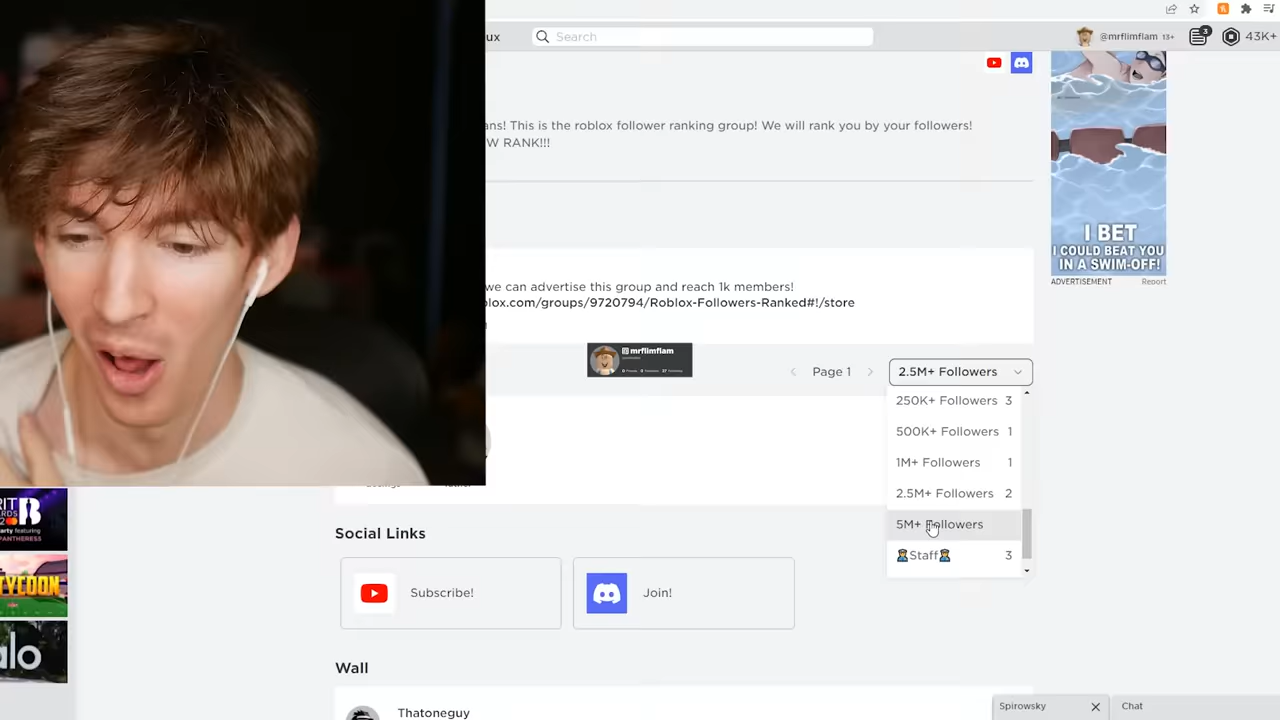 ux
Search
@mrflimflam 13+
3
43K+
ans! This is the roblox follower ranking group! We will rank you by your followers!
W RANK!!!
I BET
I COULD BEAT YOU
IN A SWIM-OFF!
ADVERTISEMENT
Report
we can advertise this group and reach 1k members!
blox.com/groups/9720794/Roblox-Followers-Ranked#!/store
mrflimflam
Page 1
2.5M+ Followers
250K+ Followers 3
500K+ Followers 1
1M+ Followers 1
2.5M+ Followers 2
5M+ Followers
Staff 3
TYCOON
alo
Social Links
Subscribe!
Join!
Wall
Thatoneguy
Spirowsky
Chat